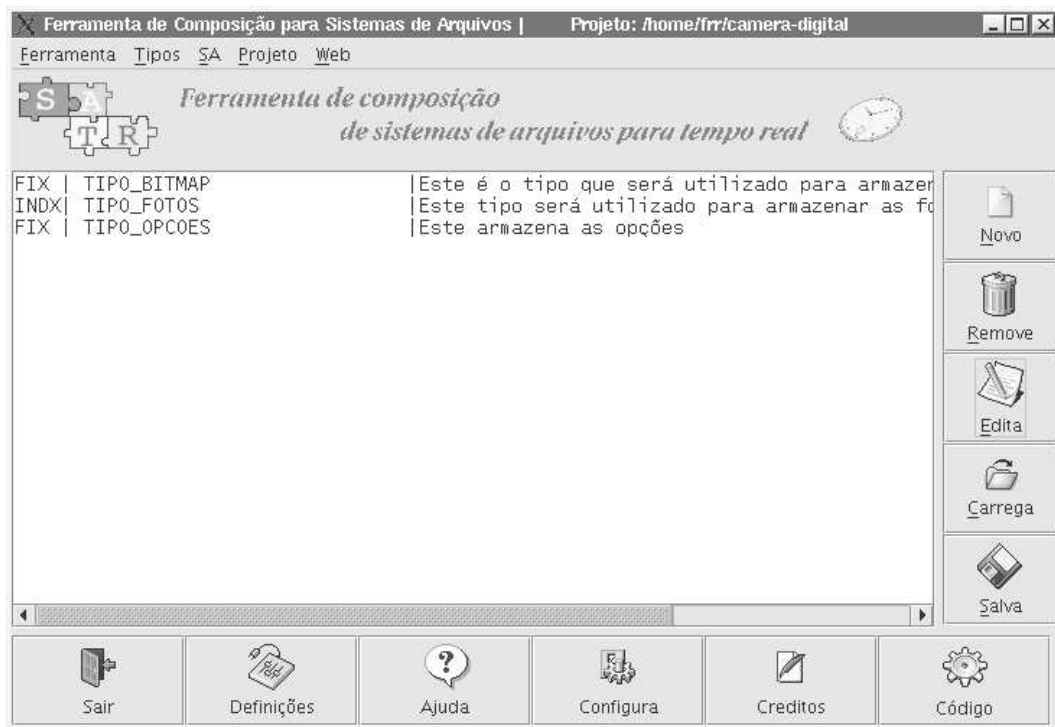 Ferramenta de Composição para Sistemas de Arquivos | Projeto: /home/frr/camera-digital
Ferramenta Tipos SA Projeto Web
S A
T R
Ferramenta de composição
de sistemas de arquivos para tempo real
FIX | TIPO_BITMAP |Este é o tipo que será utilizado para armazen
INDX| TIPO_FOTOS |Este tipo será utilizado para armazenar as fo
FIX | TIPO_OPCOES |Este armazena as opções
Novo
Remove
Edita
Carrega
Salva
Sair Definições Ajuda Configura Creditos Código